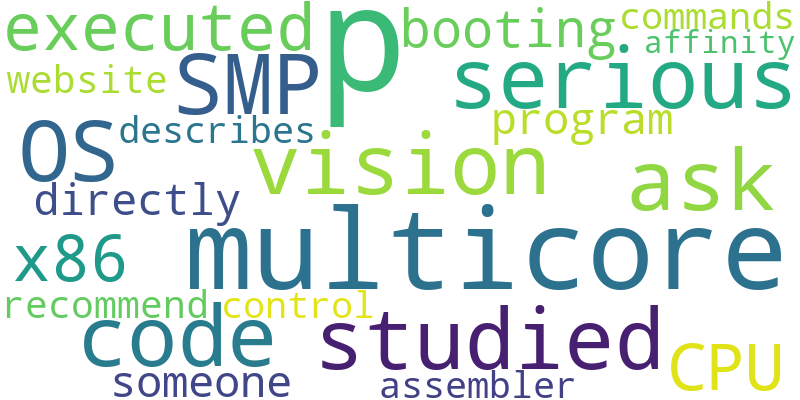 executed
p
booting
commands
affinity
website
SMP
serious
OS
describes
program
vision
ask
directly
multicore
x86
recommend
control
code
studied
CPU
someone
assembler